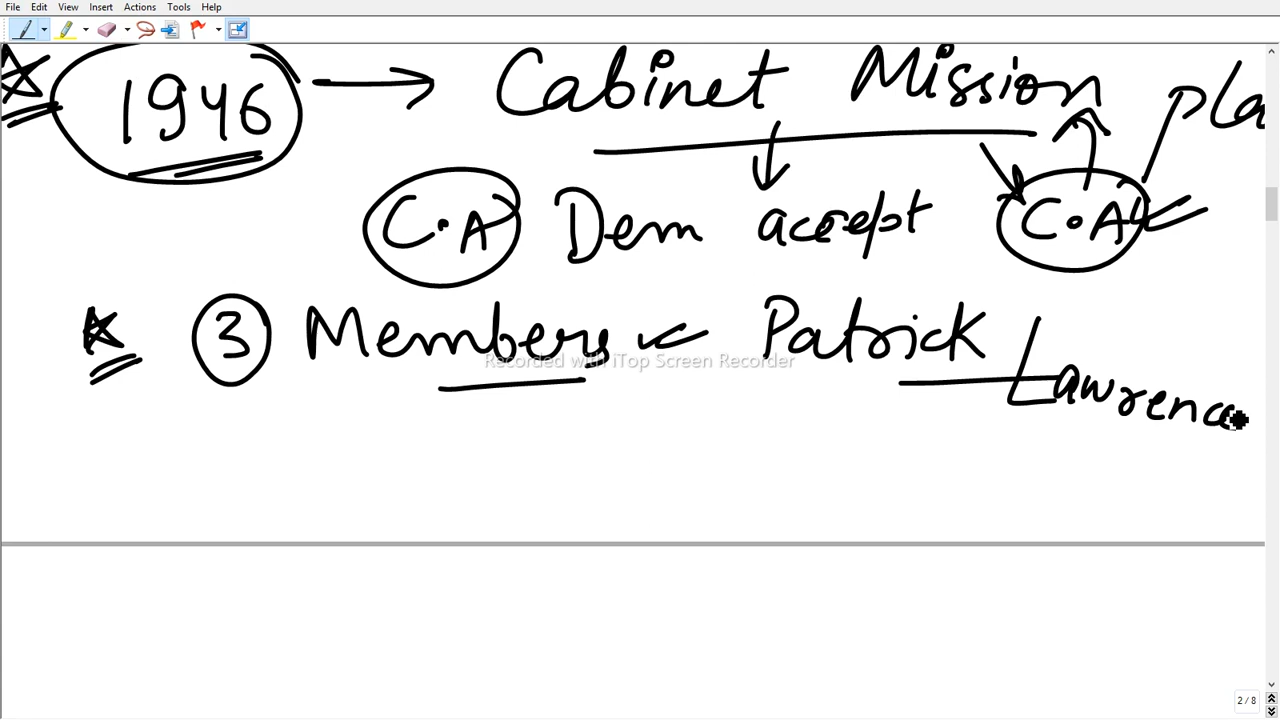 File Edit View Insert Actions Tools Help
1946 → Cabinet Mission pla
C.A Dem accept C.A
3 Members Patrick
Lawrence
Recorded with iTop Screen Recorder
2 / 8